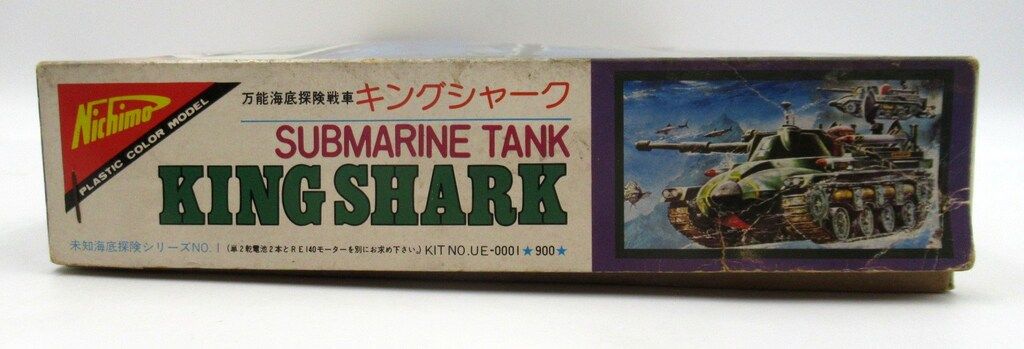 Nichimo
PLASTIC COLOR MODEL
万能海底探険戦車キングシャーク
SUBMARINE TANK
KING SHARK
未知海底探険シリーズNO.1 (単2乾電池2本とRE140モーターを別にお求め下さい。) KIT NO.UE-0001 ★900★